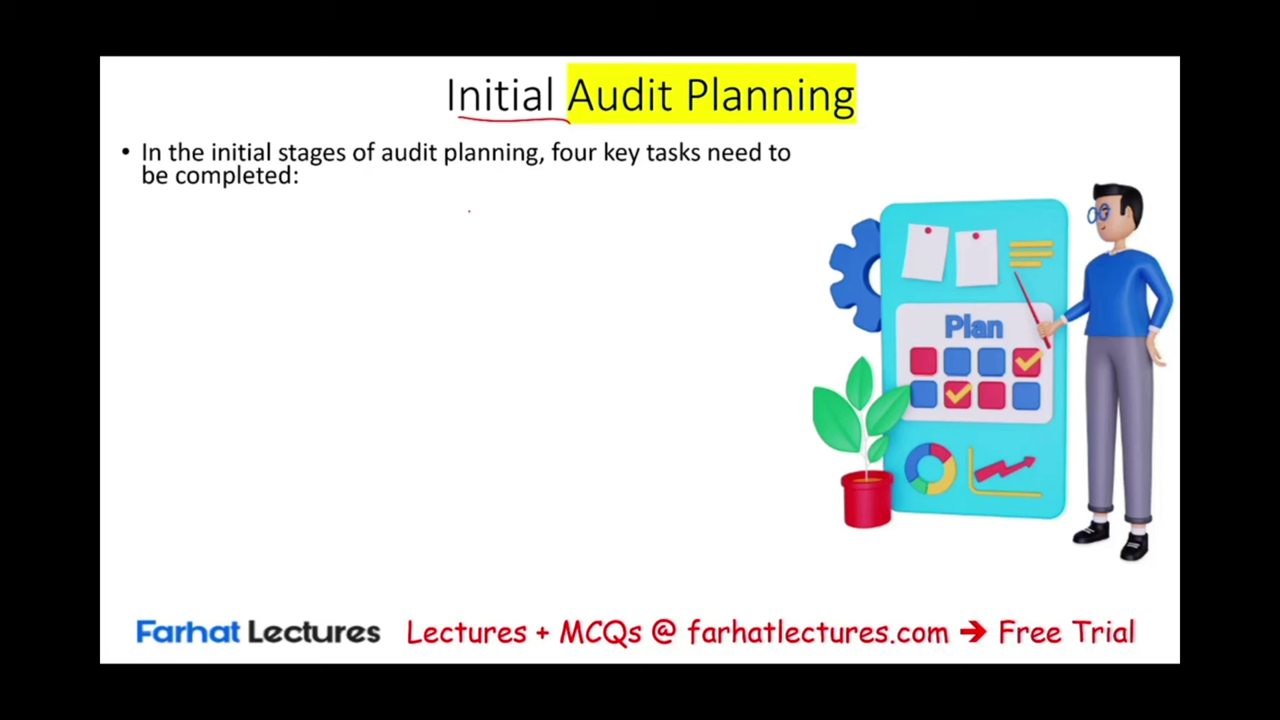 Initial Audit Planning
• In the initial stages of audit planning, four key tasks need to
be completed:
Plan
Farhat Lectures Lectures + MCQs @ farhatlectures.com → Free Trial